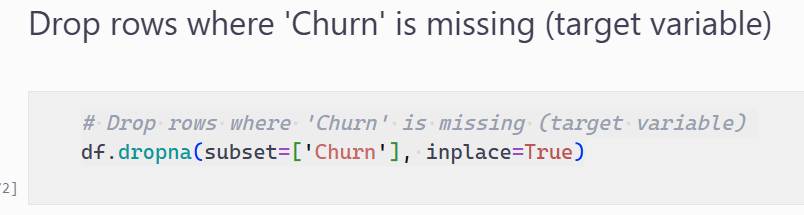 Drop rows where 'Churn' is missing (target variable)
# Drop rows where 'Churn' is missing (target variable)
df.dropna(subset=['Churn'], inplace=True)
2]